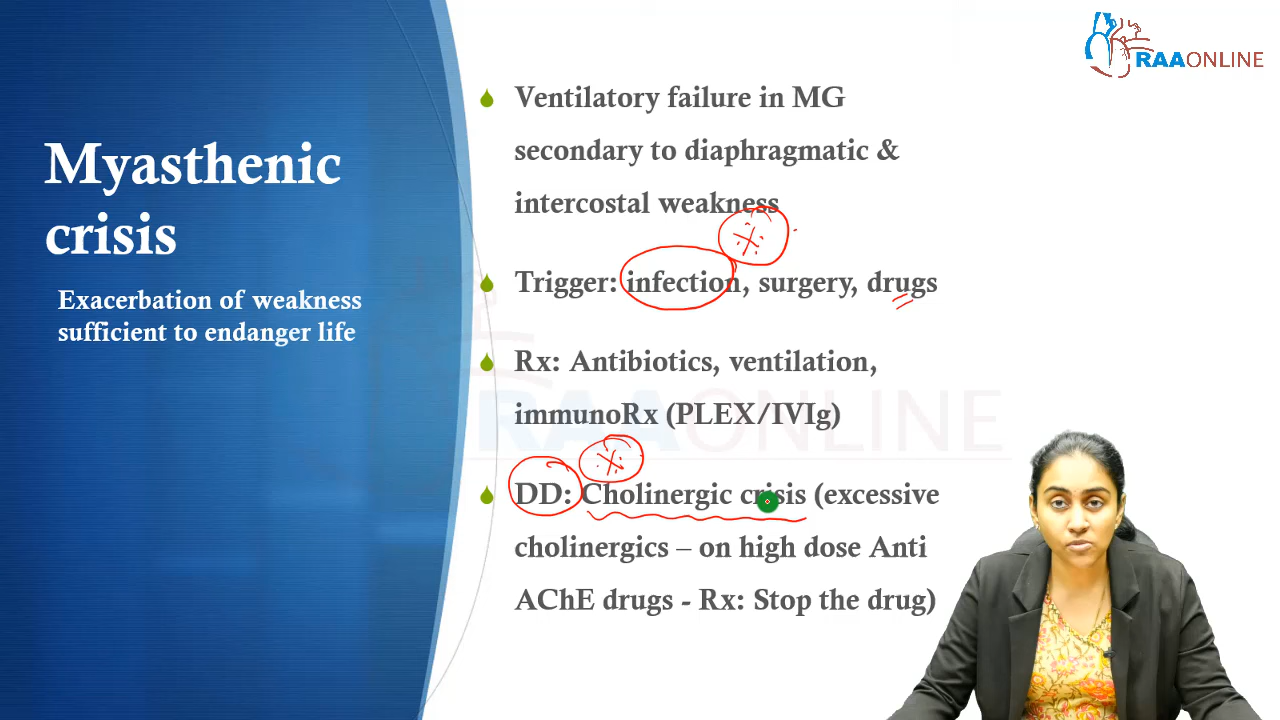 RAAONLINE
Myasthenic
crisis
Exacerbation of weakness
sufficient to endanger life
Ventilatory failure in MG
secondary to diaphragmatic &
intercostal weakness
Trigger: infection, surgery, drugs
Rx: Antibiotics, ventilation,
immunoRx (PLEX/IVIg)
RAAONLINE
DD: Cholinergic crisis (excessive
cholinergics – on high dose Anti
AChE drugs - Rx: Stop the drug)